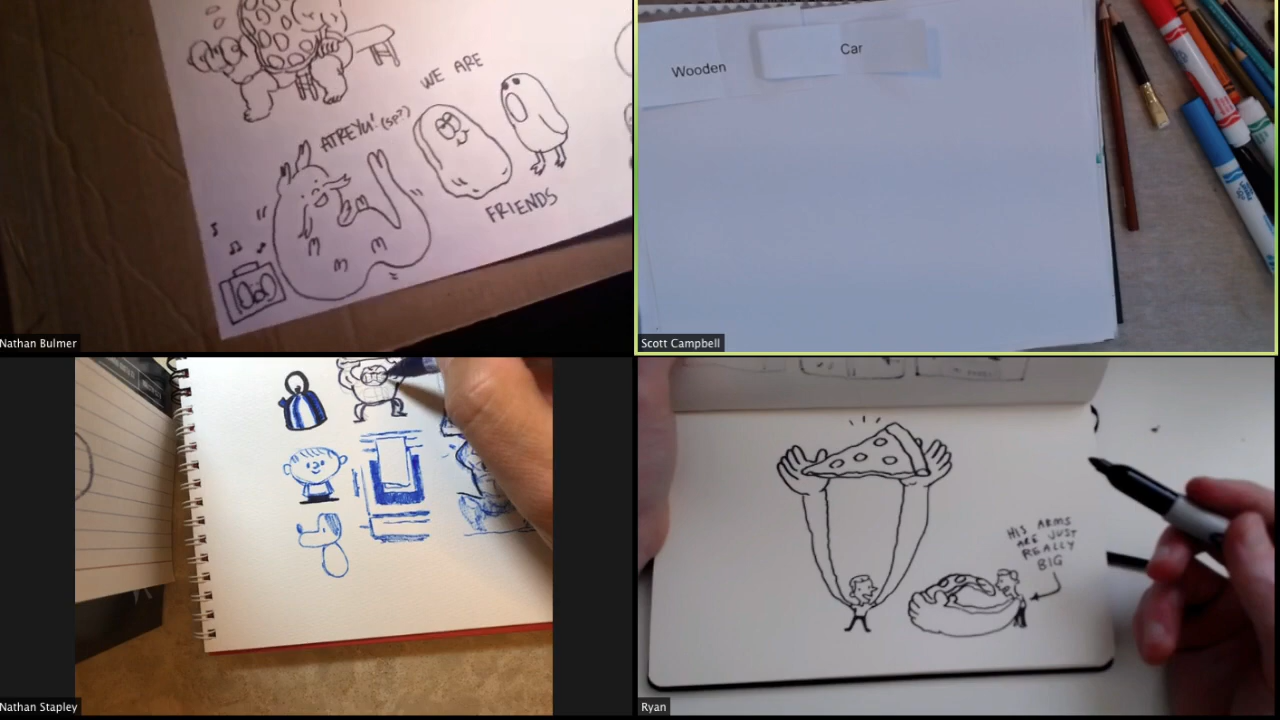 WE ARE
ATREYU! (SP?)
FRIENDS
Nathan Bulmer
Wooden
Car
Scott Campbell
Nathan Stapley
HIS ARMS
ARE JUST
REALLY
BIG
Ryan